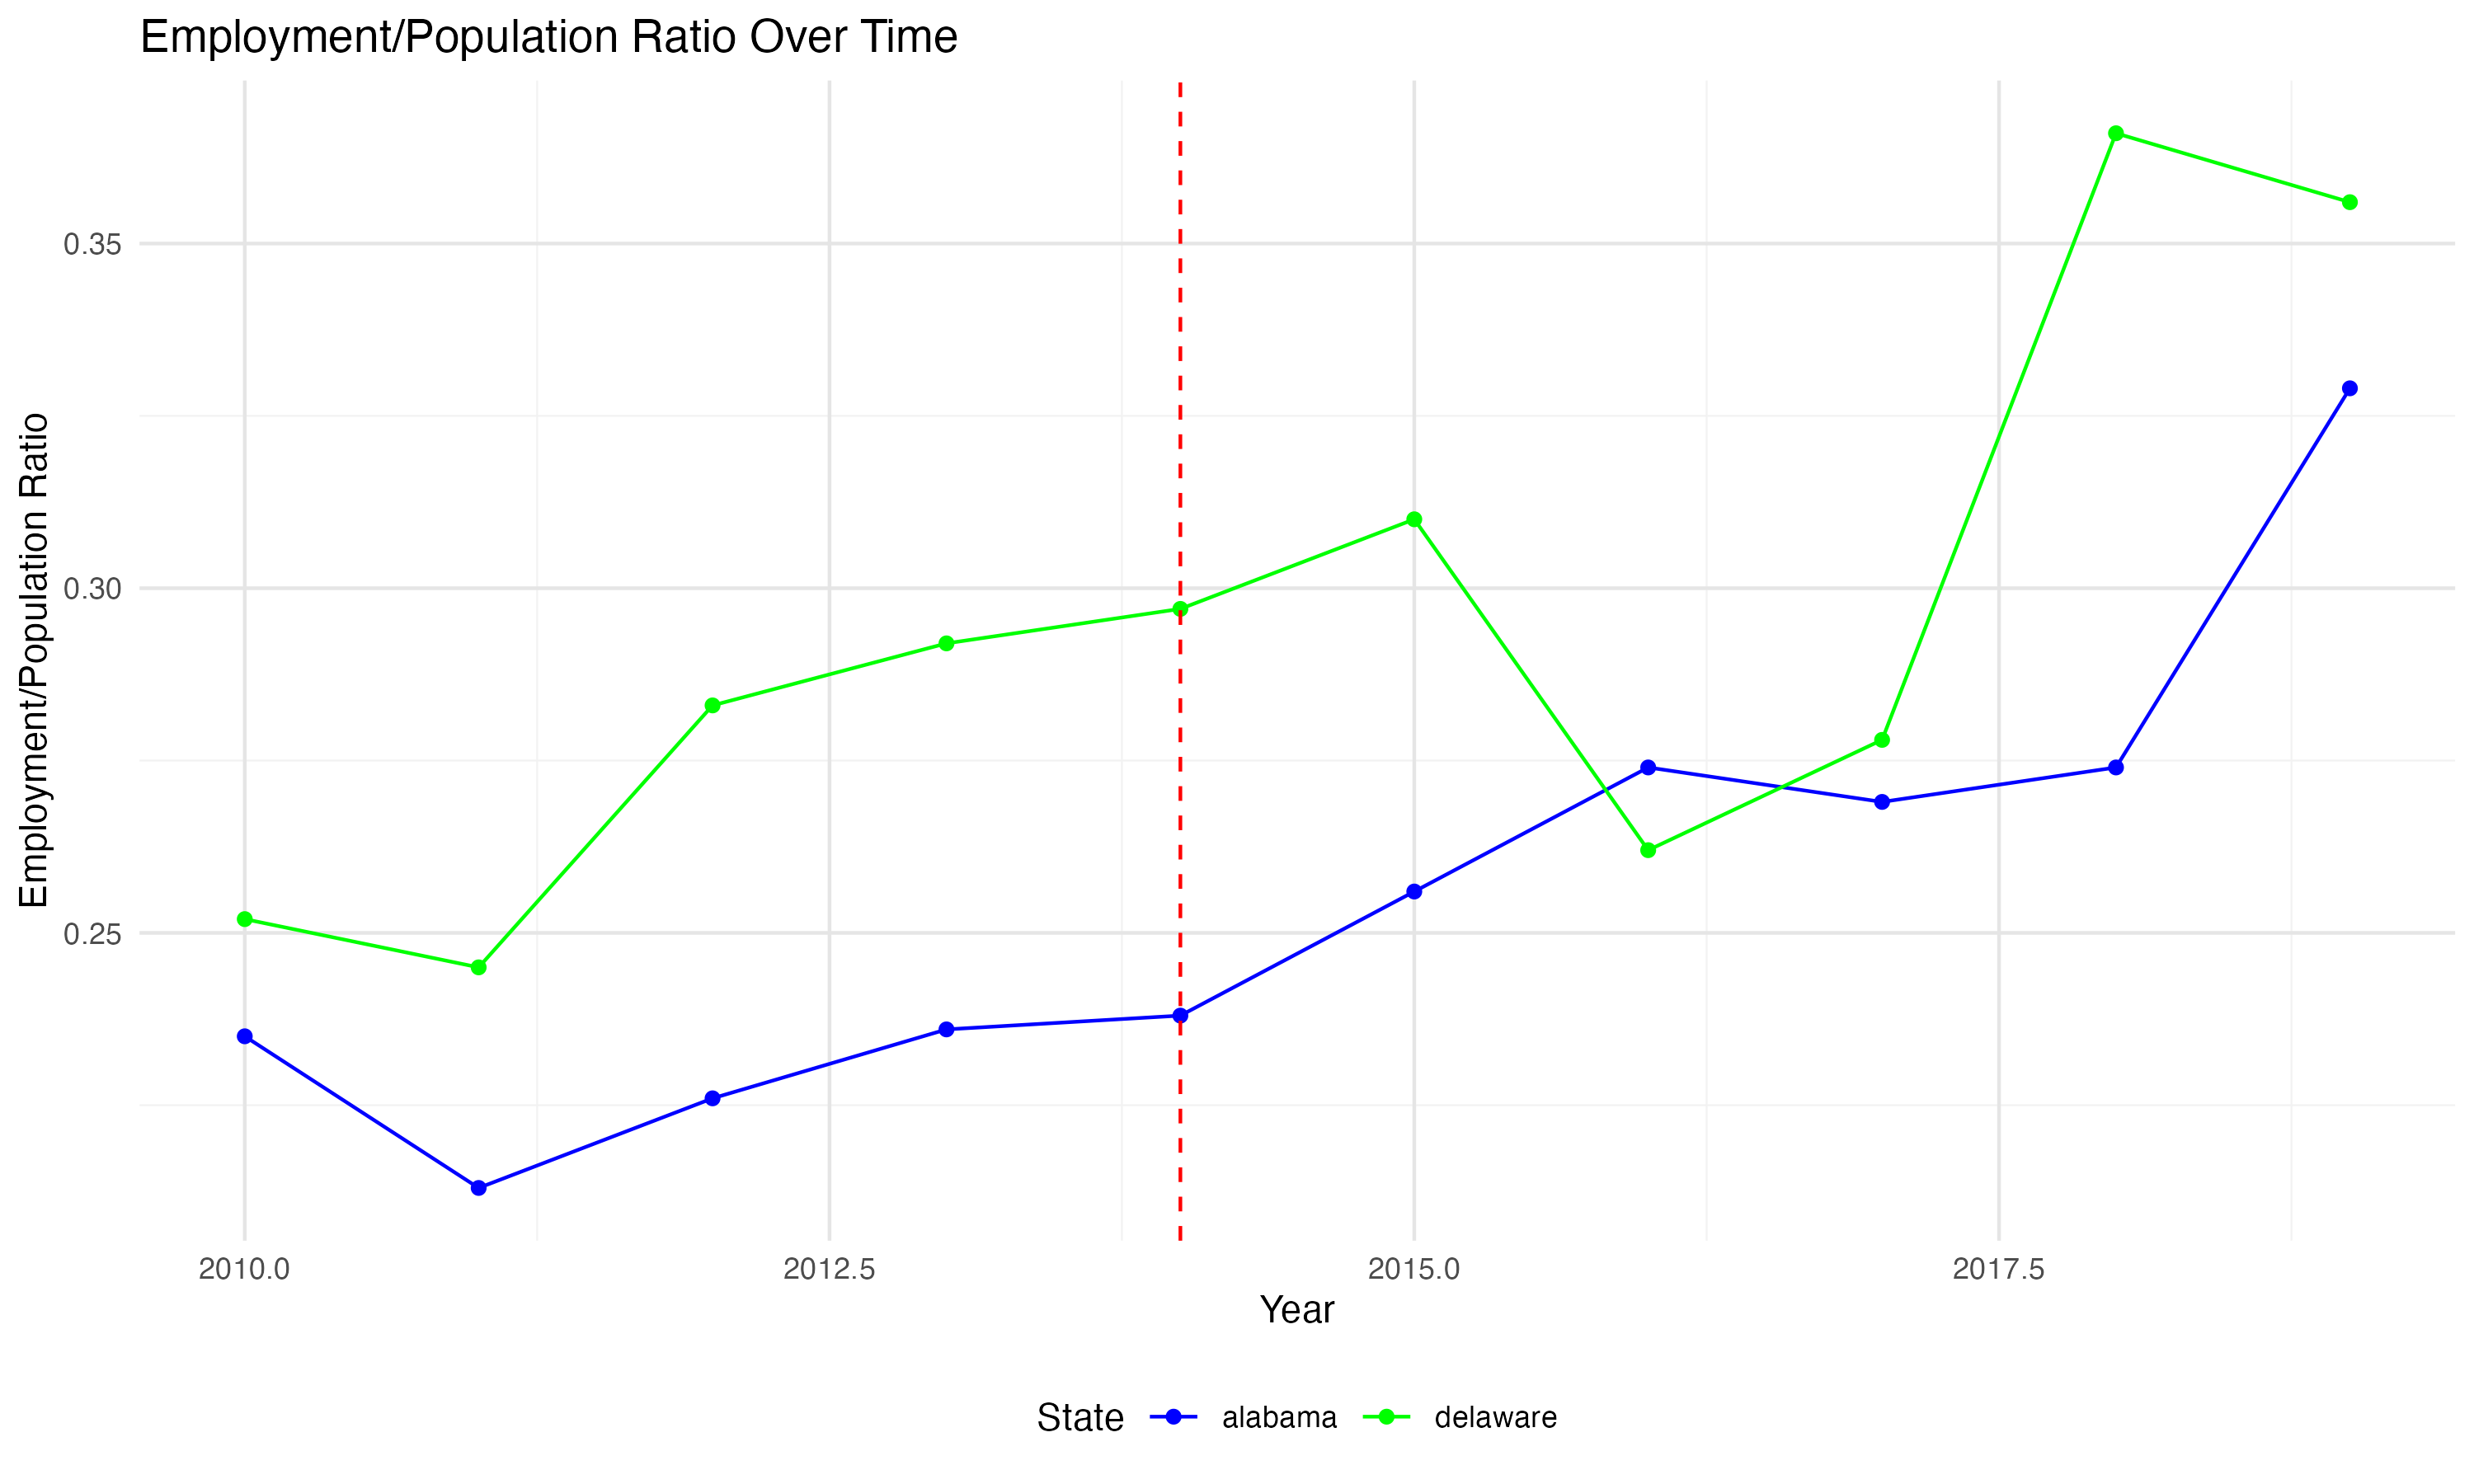 Employment/Population Ratio Over Time
Employment/Population Ratio
0.35
0.30
0.25
2010.0 2012.5 2015.0 2017.5
Year
State alabama delaware